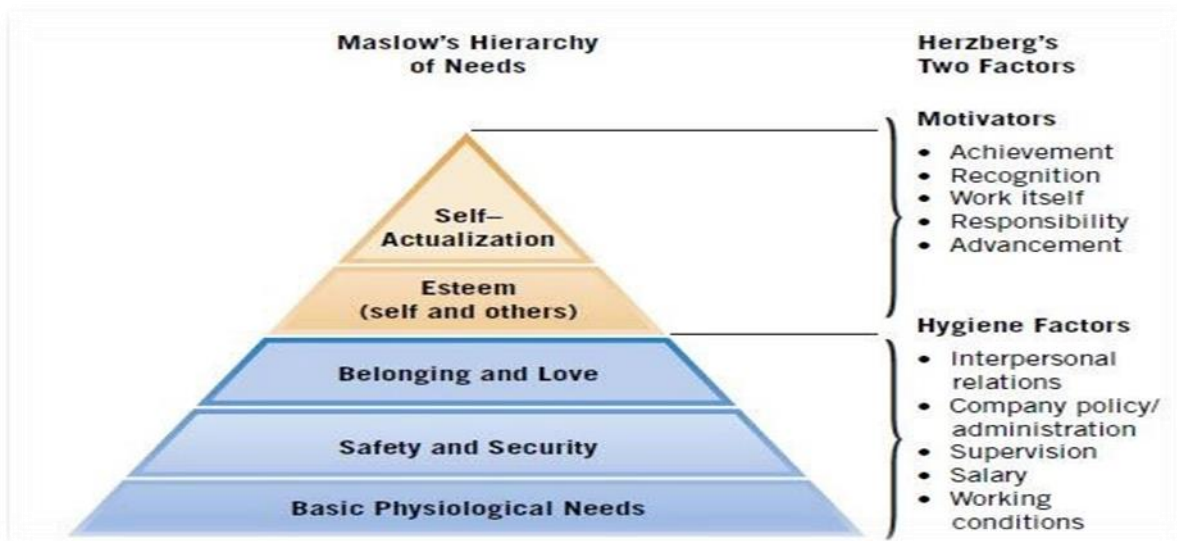 Maslow's Hierarchy
of Needs
Self–
Actualization
Esteem
(self and others)
Belonging and Love
Safety and Security
Basic Physiological Needs
Herzberg's
Two Factors
Motivators
• Achievement
• Recognition
• Work itself
• Responsibility
• Advancement
Hygiene Factors
• Interpersonal
relations
• Company policy/
administration
• Supervision
• Salary
• Working
conditions